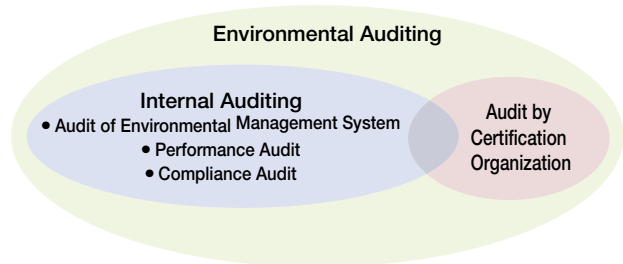 Environmental Auditing
Internal Auditing
• Audit of Environmental Management System
• Performance Audit
• Compliance Audit
Audit by
Certification
Organization